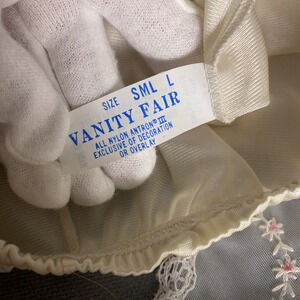 SIZE SML L
VANITY FAIR
ALL NYLON ANTRON® III
EXCLUSIVE OF DECORATION
OR OVERLAY